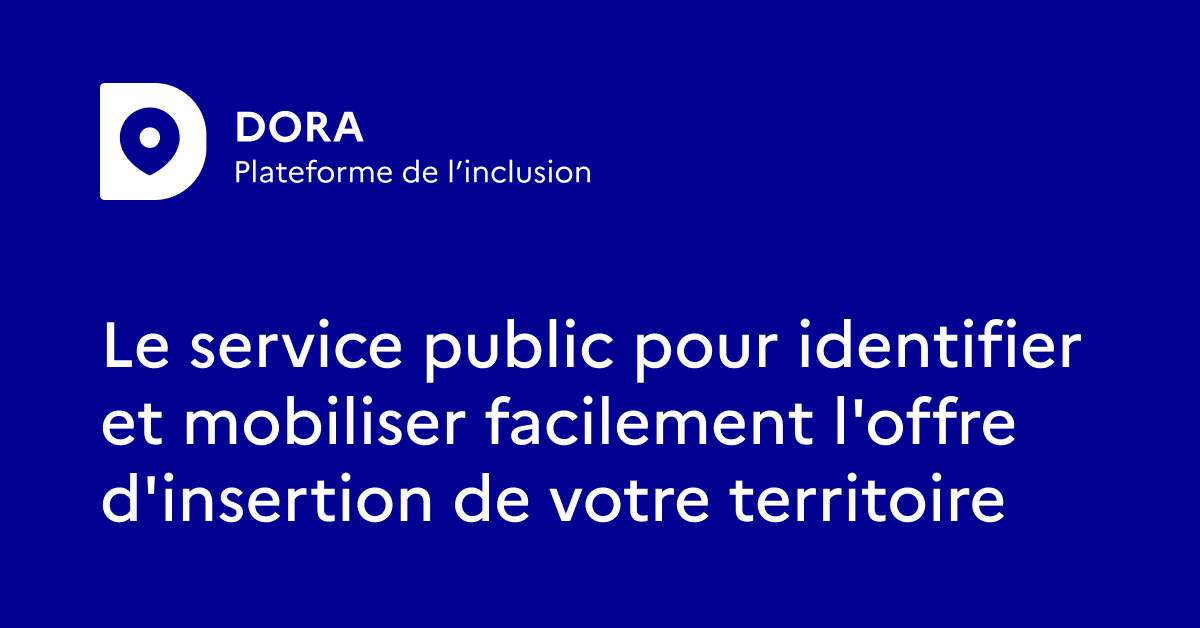 DORA
Plateforme de l’inclusion
Le service public pour identifier
et mobiliser facilement l'offre
d'insertion de votre territoire